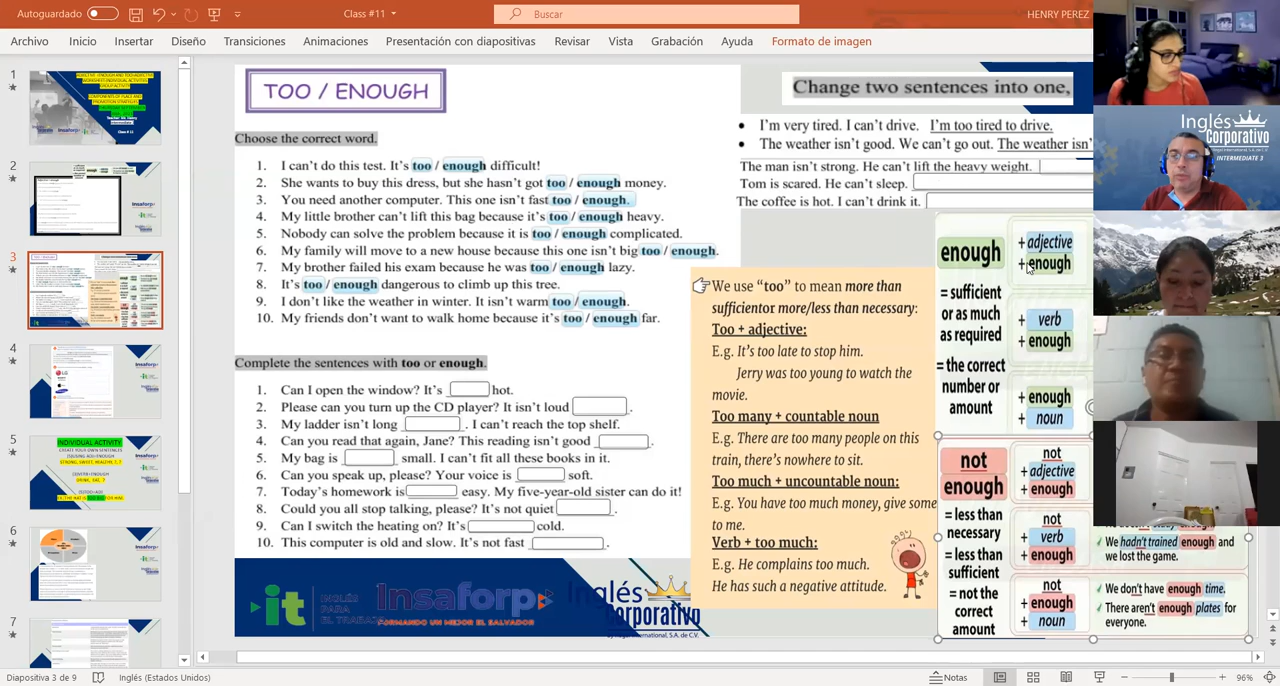 Autoguardado
Class #11
Buscar
HENRY PEREZ
Archivo Inicio Insertar Diseño Transiciones Animaciones Presentación con diapositivas Revisar Vista Grabación Ayuda Formato de imagen
1
2
3
4
5
INDIVIDUAL ACTIVITY
6
7
TOO / ENOUGH
Choose the correct word.
1. I can't do this test. It's too / enough difficult!
2. She wants to buy this dress, but she hasn't got too / enough money.
3. You need another computer. This one isn't fast too / enough.
4. My little brother can't lift this bag because it's too / enough heavy.
5. Nobody can solve the problem because it is too / enough complicated.
6. My family will move to a new house because this one isn't big too / enough.
7. My brother failed his exam because he was too / enough lazy.
8. It's too / enough dangerous to climb up this tree.
9. I don't like the weather in winter. Isn't warm too / enough.
10. My friends don't want to walk home because it's too / enough far.
Complete the sentences with too or enough.
1. Can I open the window? It's hot.
2. Please can you turn up the CD player? It isn't loud .
3. My ladder isn't long . I can't reach the top shelf.
4. Can you read that again, Jane? This recording isn't good .
5. My bag is small. I can't fit all these books in it.
6. Can you speak up, please? Your voice is soft.
7. Today's homework is easy. My five-year-old sister can do it!
8. Could you all stop talking, please? It's not quiet .
9. Can I switch the heating on? It's cold.
10. This computer is old and slow. It's not fast .
Change two sentences into one,
• I'm very tired. I can't drive. I'm too tired to drive.
• The weather isn't good. We can't go out. The weather isn'
The man isn't strong. He can't lift the heavy weight.
Tom is scared. He can't sleep.
The coffee is hot. I can't drink it.
We use "too" to mean more than
sufficient or more/less than necessary:
Too + adjective:
E.g. It's too late to stop him.
Jerry was too young to watch the
movie.
Too many + countable noun
E.g. There are too many people on this
train, there's nowhere to sit.
Too much + uncountable noun:
E.g. You have too much money, give some
to me.
Verb + too much:
E.g. He complains too much.
He has such a negative attitude.
enough
= sufficient
or as much
as required
= the correct
number or
amount
+ adjective
+ enough
+ verb
+ enough
+ enough
+ noun
not
enough
= less than
necessary
= less than
sufficient
= not the
correct
amount
not
+ adjective
+ enough
not
+ verb
+ enough
not
+ enough
+ noun
✓ We hadn't trained enough and
we lost the game.
✓ We don't have enough time.
✓ There aren't enough plates for
everyone.
it
INGLÉS
PARA
EL TRABAJO
Insaforp
FORMANDO UN MEJOR EL SALVADOR
Inglés
Corporativo
by Regal International, S.A. de C.V.
Inglés
Corporativo
INTERMEDIATE 3
Diapositiva 3 de 9
Inglés (Estados Unidos)
Notas
96%